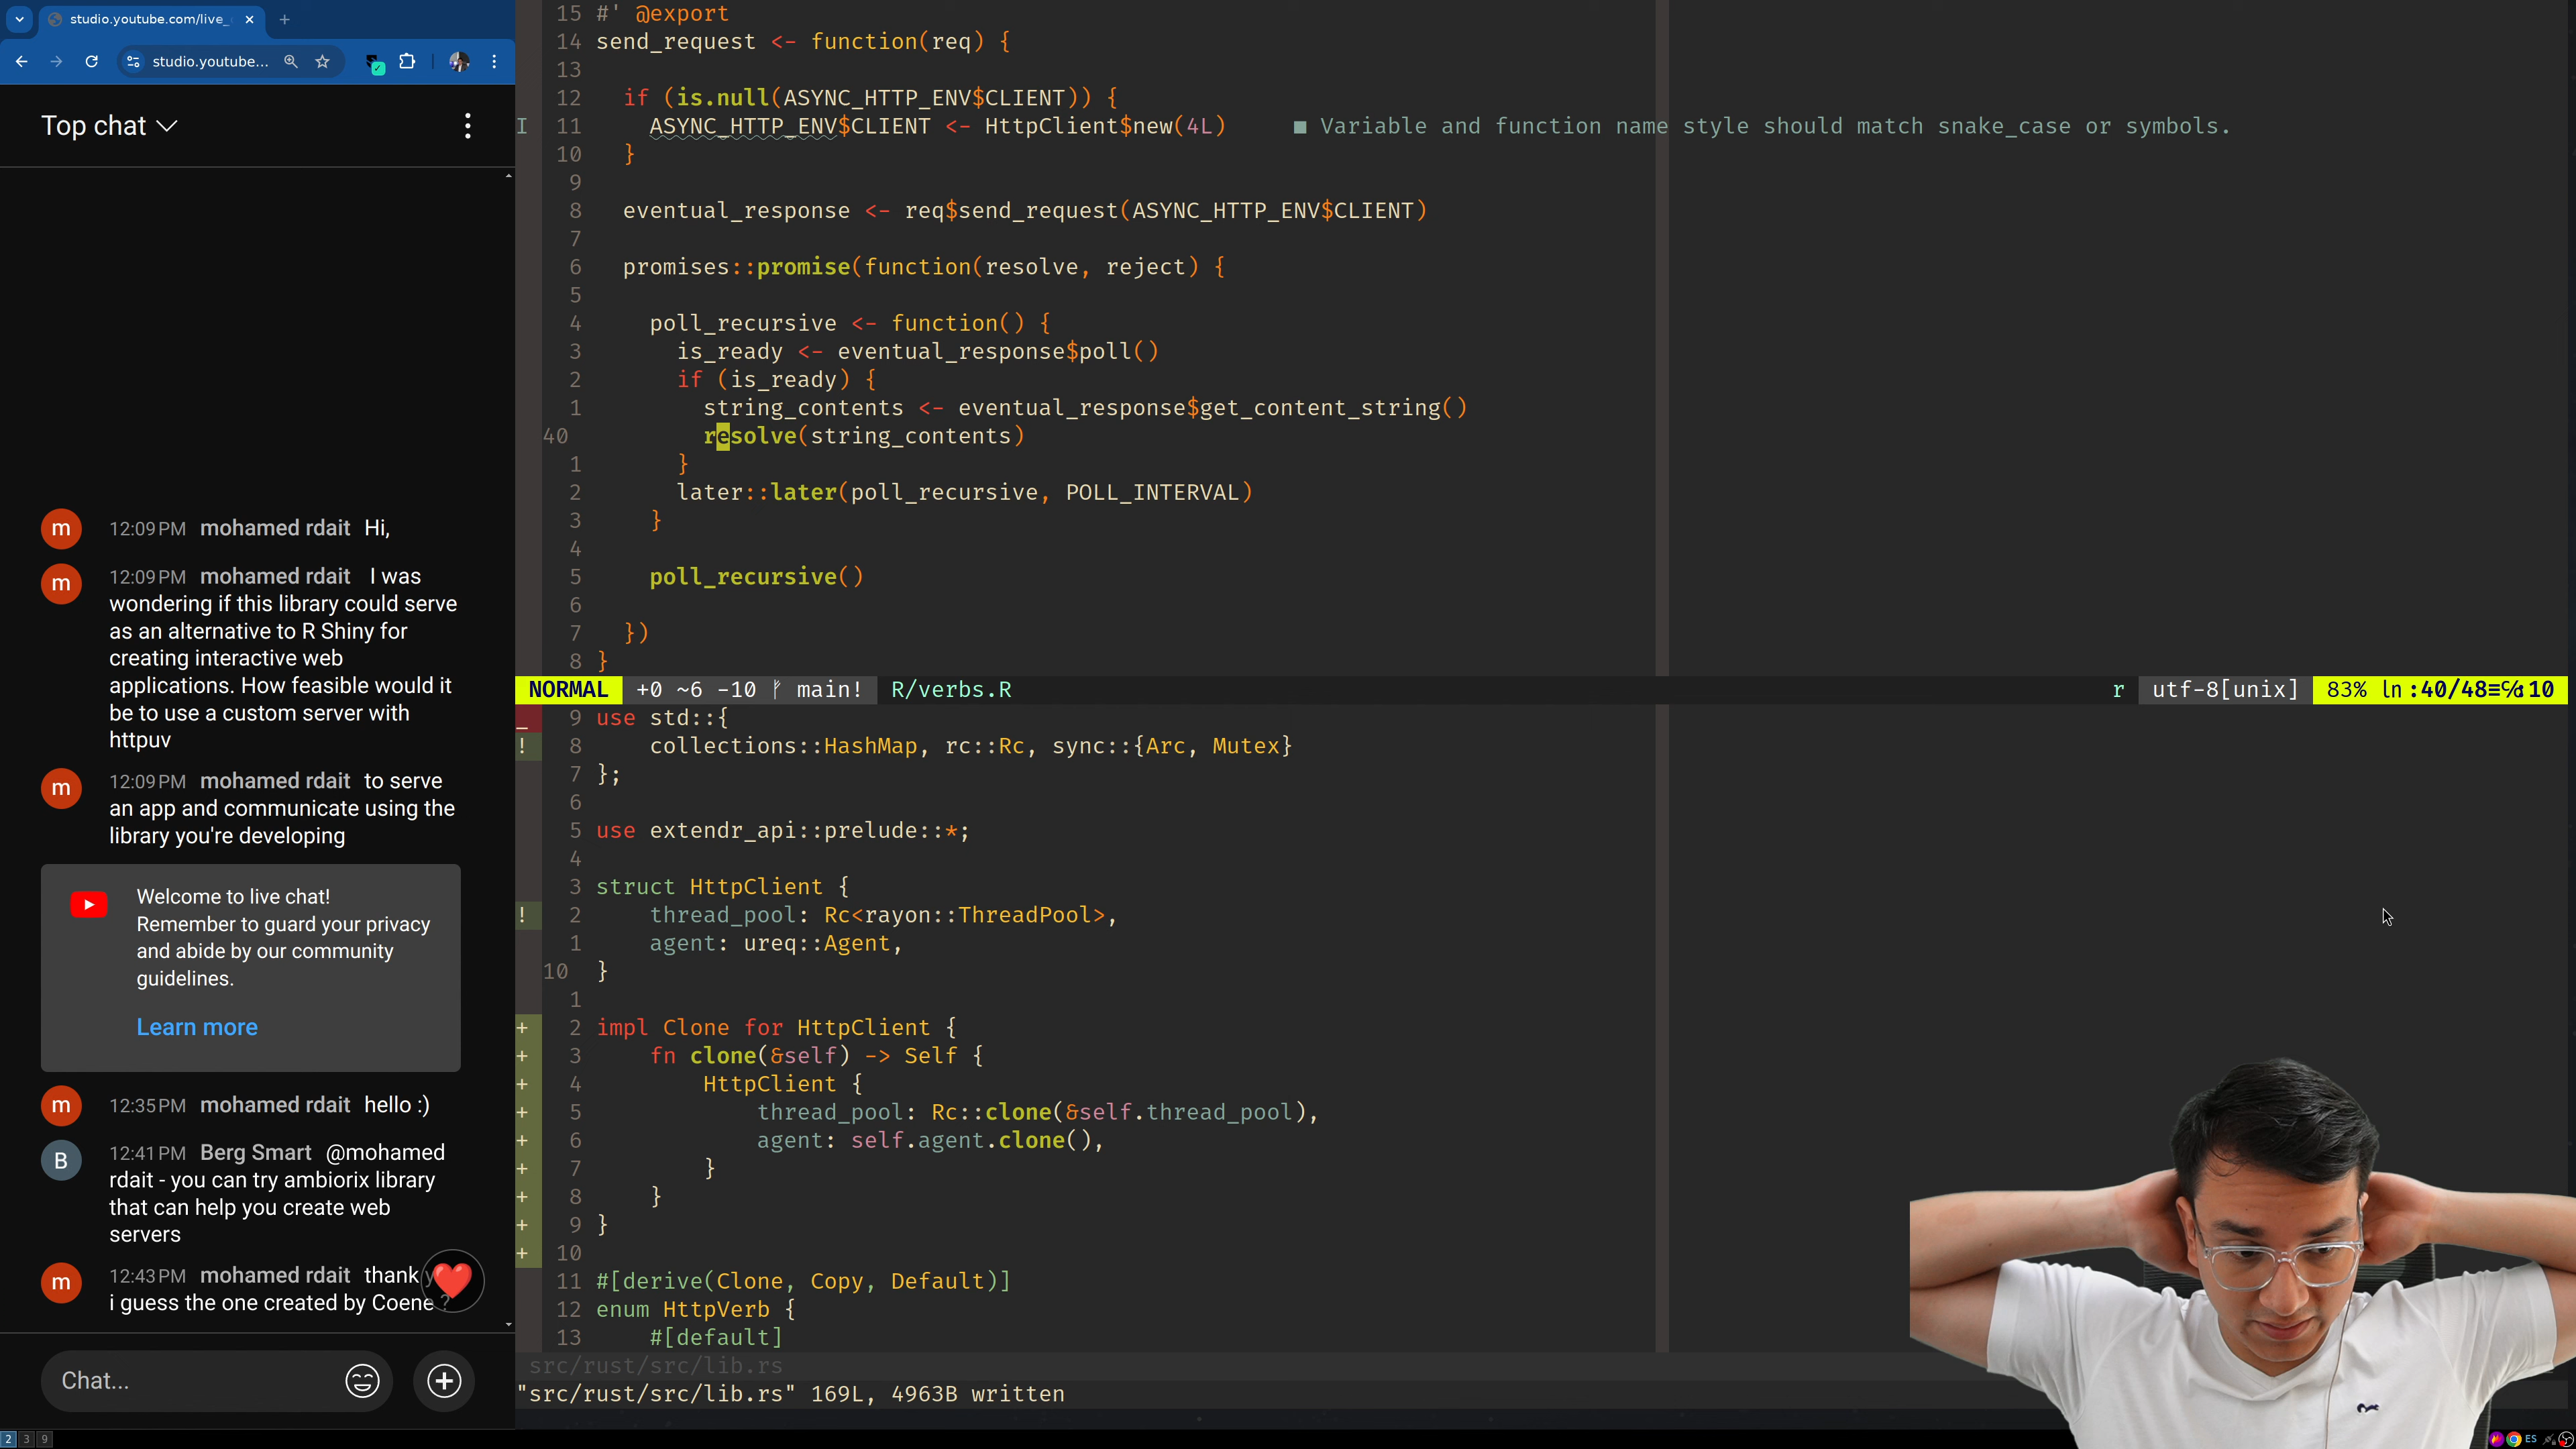 studio.youtube.com/live_
studio.youtube...
Top chat
m
12:09 PM mohamed rdait Hi,
m
12:09 PM mohamed rdait I was
wondering if this library could serve
as an alternative to R Shiny for
creating interactive web
applications. How feasible would it
be to use a custom server with
httpuv
m
12:09 PM mohamed rdait to serve
an app and communicate using the
library you're developing
Welcome to live chat!
Remember to guard your privacy
and abide by our community
guidelines.
Learn more
m
12:35 PM mohamed rdait hello :)
B
12:41 PM Berg Smart @mohamed
rdait - you can try ambiorix library
that can help you create web
servers
m
12:43 PM mohamed rdait thank
i guess the one created by Coene ?
Chat...
2 3 9
15 #' @export
14 send_request <- function(req) {
13
12 if (is.null(ASYNC_HTTP_ENV$CLIENT)) {
I 11 ASYNC_HTTP_ENV$CLIENT <- HttpClient$new(4L) ■ Variable and function name style should match snake_case or symbols.
10 }
9
8 eventual_response <- req$send_request(ASYNC_HTTP_ENV$CLIENT)
7
6 promises::promise(function(resolve, reject) {
5
4 poll_recursive <- function() {
3 is_ready <- eventual_response$poll()
2 if (is_ready) {
1 string_contents <- eventual_response$get_content_string()
40 resolve(string_contents)
1 }
2 later::later(poll_recursive, POLL_INTERVAL)
3 }
4
5 poll_recursive()
6
7 })
8 }
NORMAL +0 ~6 -10 ᚠ main! R/verbs.R r utf-8[unix] 83% ln:40/48≡℅:10
_ 9 use std::{
! 8 collections::HashMap, rc::Rc, sync::{Arc, Mutex}
7 };
6
5 use extendr_api::prelude::*;
4
3 struct HttpClient {
! 2 thread_pool: Rc<rayon::ThreadPool>,
1 agent: ureq::Agent,
10 }
1
+ 2 impl Clone for HttpClient {
+ 3 fn clone(&self) -> Self {
+ 4 HttpClient {
+ 5 thread_pool: Rc::clone(&self.thread_pool),
+ 6 agent: self.agent.clone(),
+ 7 }
+ 8 }
+ 9 }
+ 10
11 #[derive(Clone, Copy, Default)]
12 enum HttpVerb {
13 #[default]
src/rust/src/lib.rs
"src/rust/src/lib.rs" 169L, 4963B written
ES